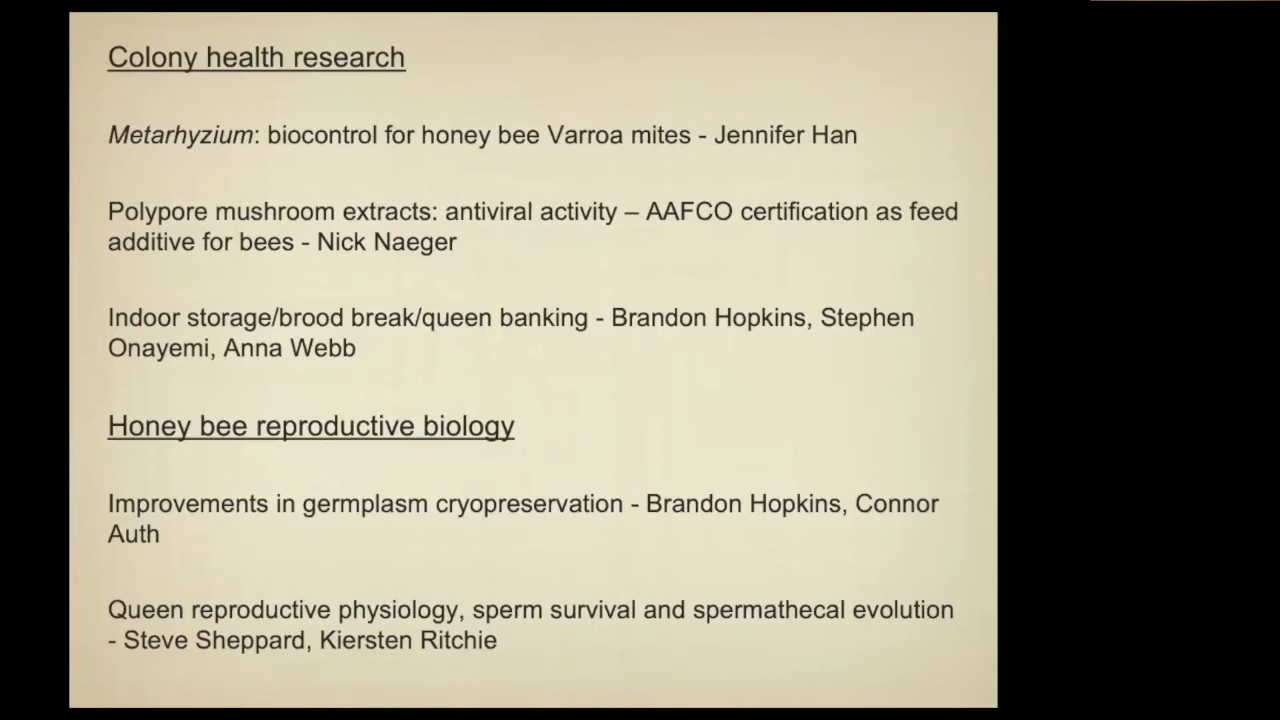 Colony health research
Metarhyzium: biocontrol for honey bee Varroa mites - Jennifer Han
Polypore mushroom extracts: antiviral activity – AAFCO certification as feed
additive for bees - Nick Naeger
Indoor storage/brood break/queen banking - Brandon Hopkins, Stephen
Onayemi, Anna Webb
Honey bee reproductive biology
Improvements in germplasm cryopreservation - Brandon Hopkins, Connor
Auth
Queen reproductive physiology, sperm survival and spermathecal evolution
- Steve Sheppard, Kiersten Ritchie